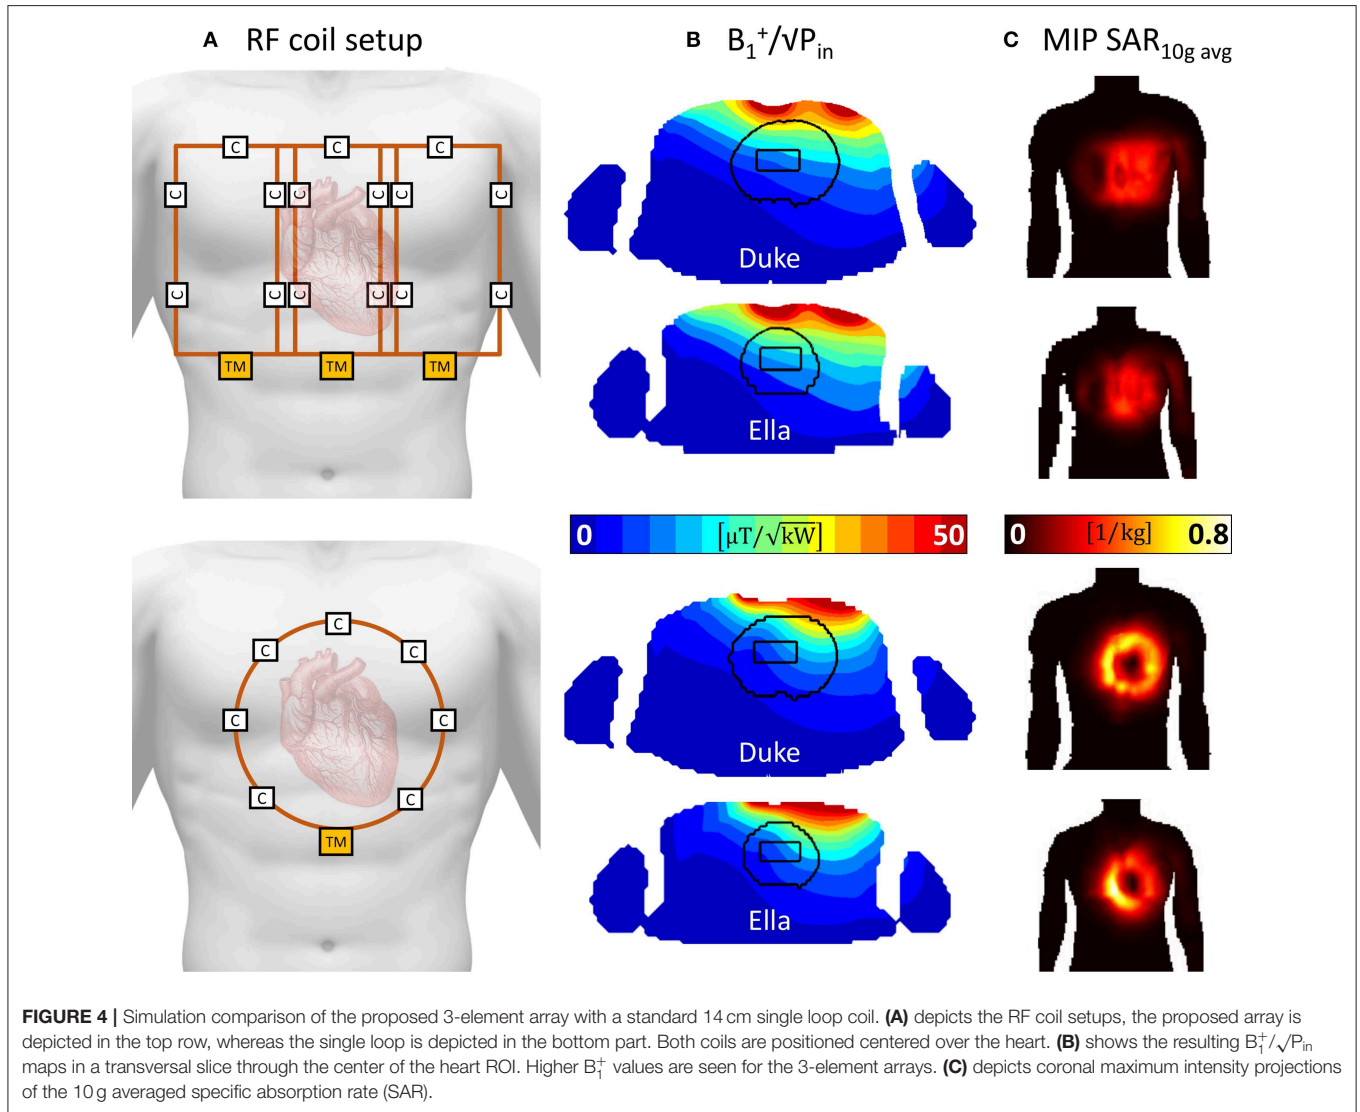 A RF coil setup
B B₁⁺/√Pᵢₙ
C MIP SAR₁₀g avg
C C C
C C C C C C
C C C C C C
TM TM TM
Duke
Ella
0 [μT/√kW] 50
0 [1/kg] 0.8
C
C C
C C
C C
TM
Duke
Ella
FIGURE 4 | Simulation comparison of the proposed 3-element array with a standard 14 cm single loop coil. (A) depicts the RF coil setups, the proposed array is
depicted in the top row, whereas the single loop is depicted in the bottom part. Both coils are positioned centered over the heart. (B) shows the resulting B₁⁺/√Pᵢₙ
maps in a transversal slice through the center of the heart ROI. Higher B₁⁺ values are seen for the 3-element arrays. (C) depicts coronal maximum intensity projections
of the 10 g averaged specific absorption rate (SAR).